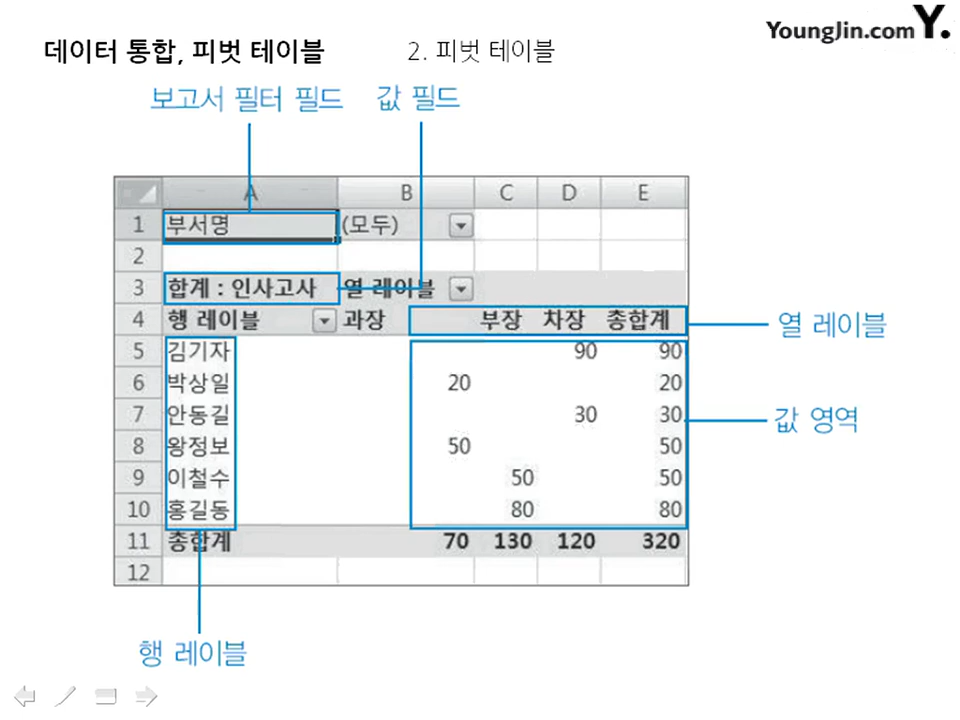 YoungJin.com Y.
데이터 통합, 피벗 테이블 2. 피벗 테이블
보고서 필터 필드 값 필드
A B C D E
1 부서명 (모두)
2
3 합계 : 인사고사 열 레이블
4 행 레이블 과장 부장 차장 총합계
열 레이블
5 김기자 90 90
6 박상일 20 20
7 안동길 30 30
값 영역
8 왕정보 50 50
9 이철수 50 50
10 홍길동 80 80
11 총합계 70 130 120 320
12
행 레이블